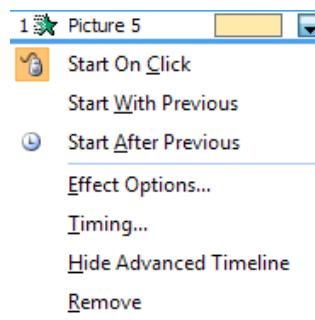 1 Picture 5
Start On Click
Start With Previous
Start After Previous
Effect Options...
Timing...
Hide Advanced Timeline
Remove